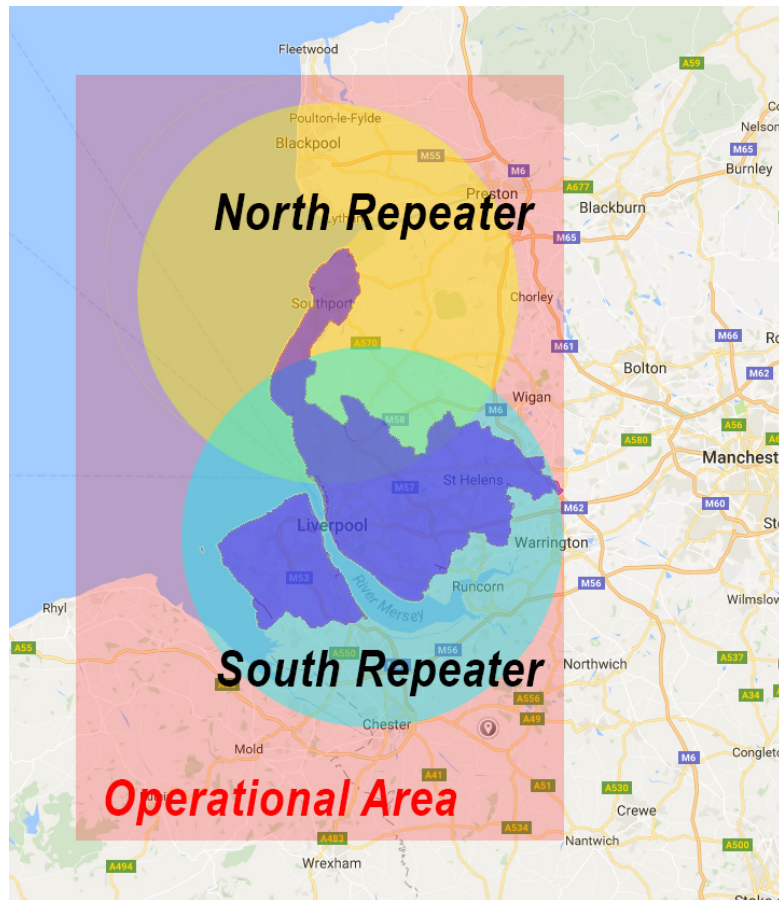 Fleetwood
A59
Poulton-le-Fylde
Blackpool
Nelson
M55
M65
M6
Burnley
A677
Preston
Blackburn
North Repeater
M65
Southport
Chorley
M66
A570
M61
Bolton
M62
Wigan
M6
M58
A56
A580
Manchest
St Helens
M57
M60
M62
Liverpool
Warrington
M53
M56
Runcorn
River Mersey
Wilmslow
Rhyl
A55
A550
M56
A537
Northwich
South Repeater
A34
A556
A49
Chester
Mold
M6
Congleto
A41
A51
A530
Operational Area
Crewe
A534
A483
Nantwich
A500
A494
Wrexham